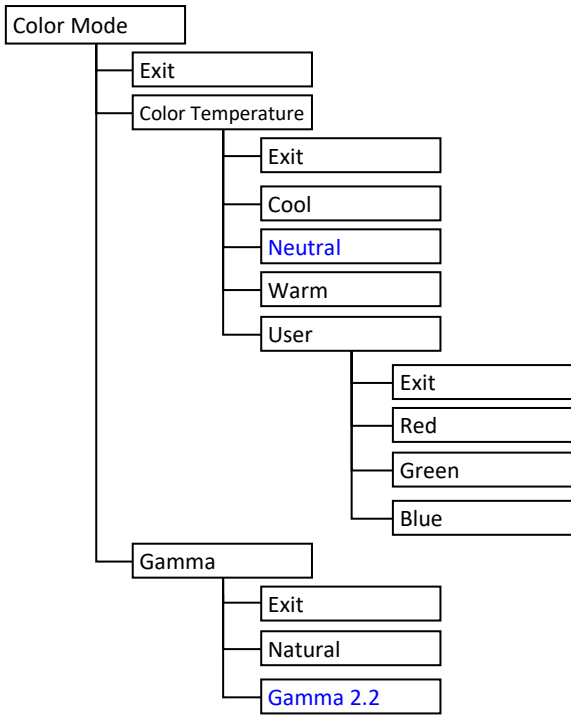 Color Mode
Exit
Color Temperature
Exit
Cool
Neutral
Warm
User
Exit
Red
Green
Blue
Gamma
Exit
Natural
Gamma 2.2